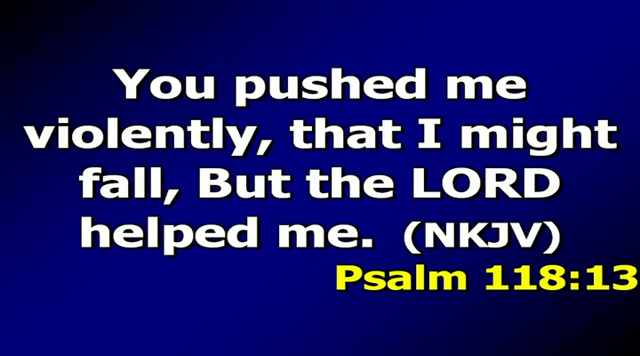 You pushed me
violently, that I might
fall, But the LORD
helped me. (NKJV)
Psalm 118:13